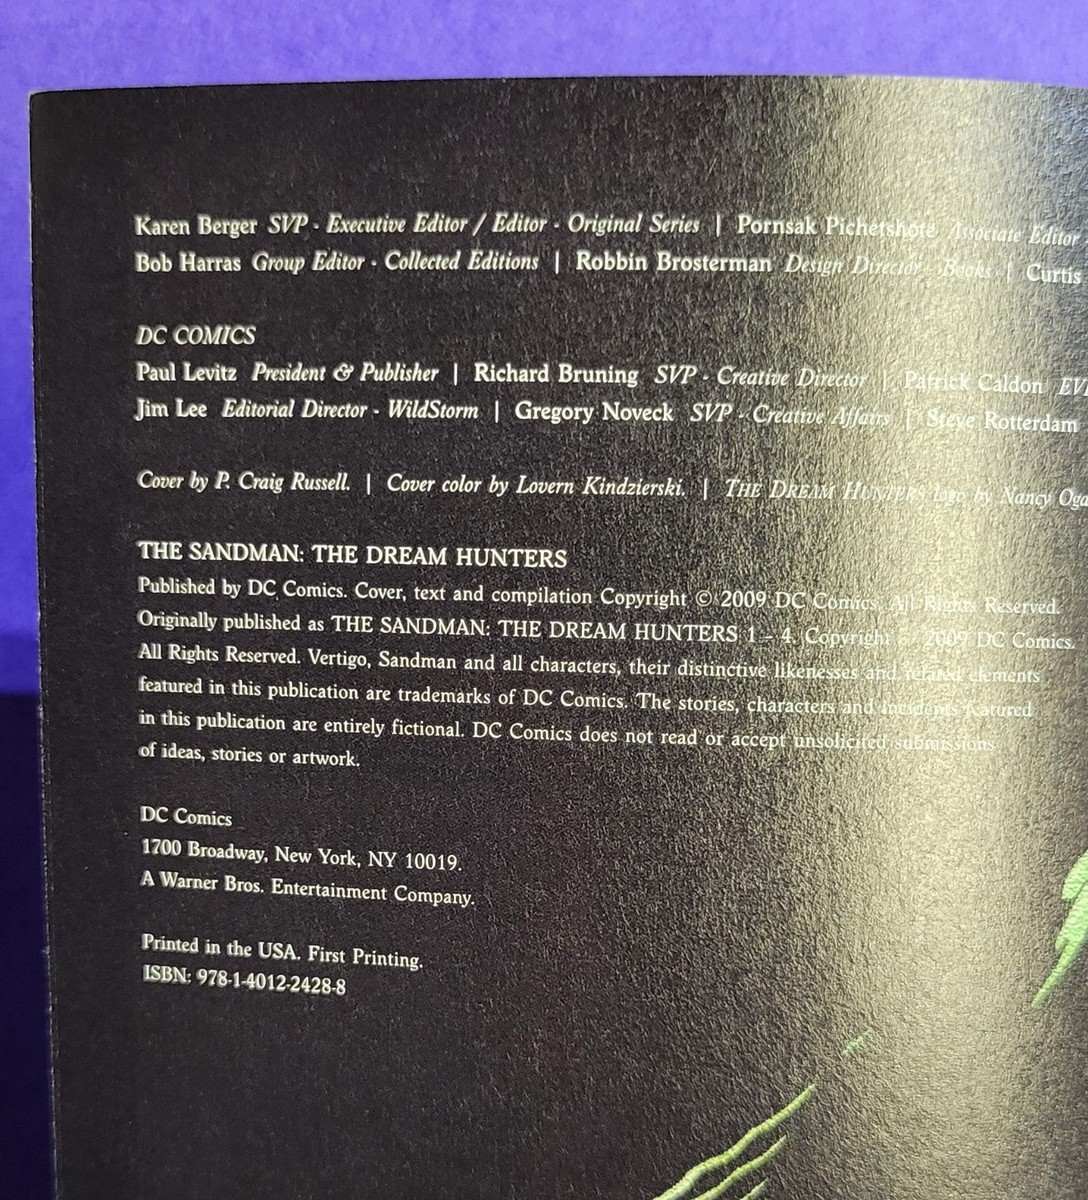 Karen Berger SVP - Executive Editor / Editor - Original Series | Pornsak Pichetshote Associate Editor
Bob Harras Group Editor - Collected Editions | Robbin Brosterman Design Director - Books | Curtis
DC COMICS
Paul Levitz President & Publisher | Richard Bruning SVP - Creative Director | Patrick Caldon
Jim Lee Editorial Director - WildStorm | Gregory Noveck SVP - Creative Affairs | Steve Rotterdam
Cover by P. Craig Russell. | Cover color by Lovern Kindzierski. | THE DREAM HUNTERS logo by Nancy
THE SANDMAN: THE DREAM HUNTERS
Published by DC Comics. Cover, text and compilation Copyright © 2009 DC Comics. All Rights Reserved.
Originally published as THE SANDMAN: THE DREAM HUNTERS 1 - 4. Copyright © 2009 DC Comics.
All Rights Reserved. Vertigo, Sandman and all characters, their distinctive likenesses and related elements
featured in this publication are trademarks of DC Comics. The stories, characters and incidents featured
in this publication are entirely fictional. DC Comics does not read or accept unsolicited submissions
of ideas, stories or artwork.
DC Comics
1700 Broadway, New York, NY 10019.
A Warner Bros. Entertainment Company.
Printed in the USA. First Printing.
ISBN: 978-1-4012-2428-8